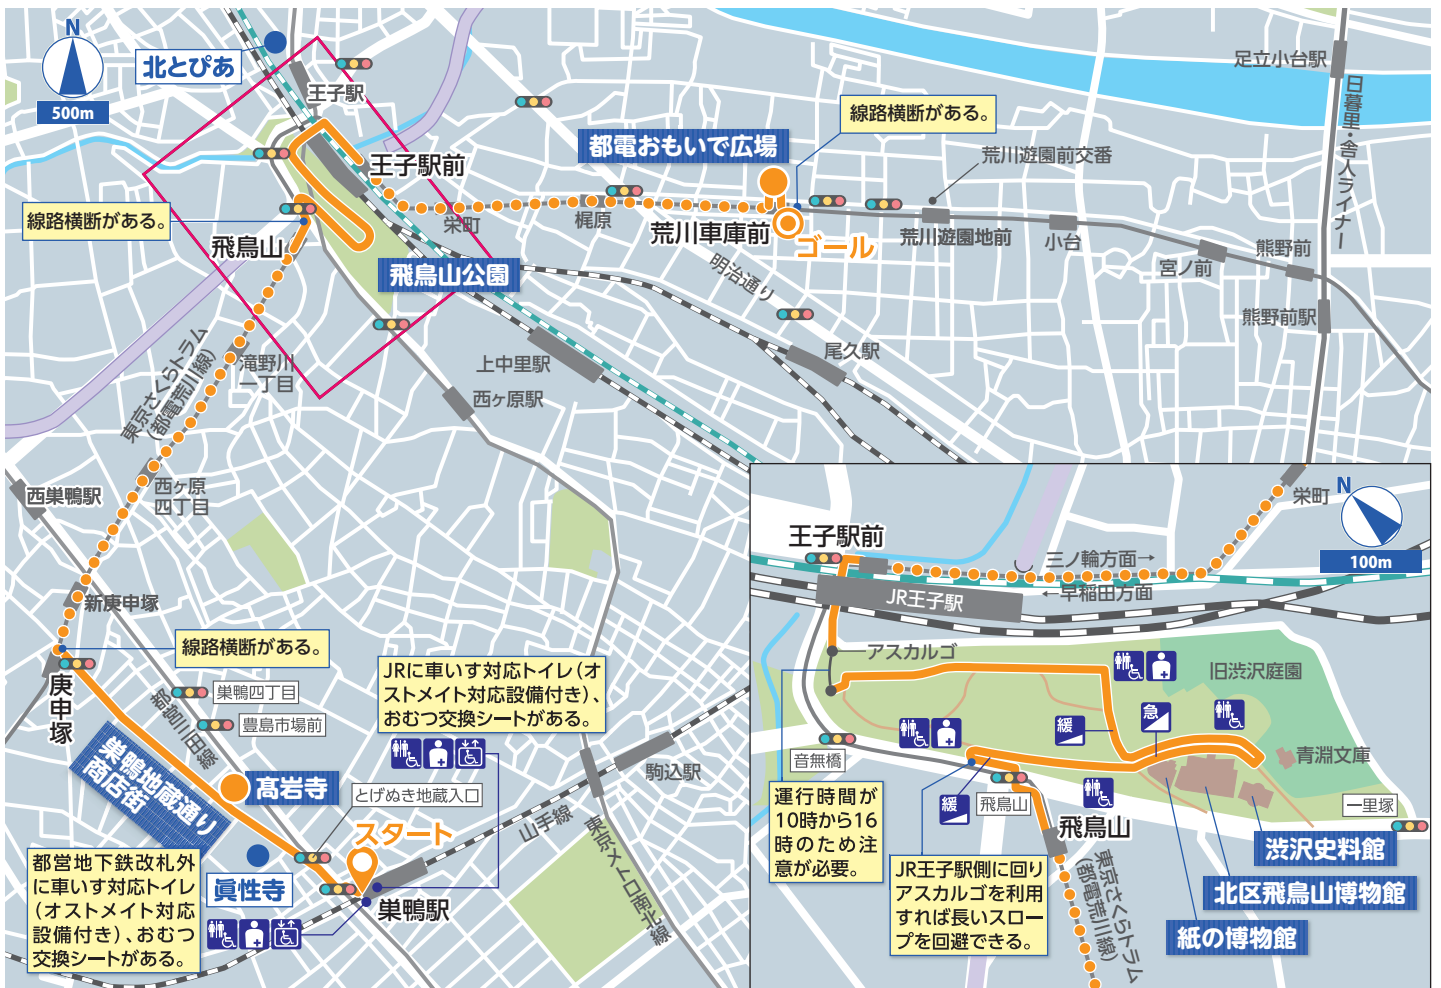 N
500m
北とぴあ
王子駅
王子駅前
線路横断がある。
飛鳥山
飛鳥山公園
栄町
梶原
都電おもいで広場
荒川車庫前
ゴール
線路横断がある。
荒川遊園前交番
荒川遊園地前
小台
宮ノ前
熊野前
熊野前駅
足立小台駅
日暮里・舎人ライナー
明治通り
尾久駅
上中里駅
西ヶ原駅
滝野川
一丁目
東京さくらトラム
(都電荒川線)
西ヶ原
四丁目
西巣鴨駅
新庚申塚
線路横断がある。
庚申塚
巣鴨四丁目
豊島市場前
都営三田線
巣鴨地蔵通り
商店街
髙岩寺
とげぬき地蔵入口
スタート
眞性寺
巣鴨駅
山手線
駒込駅
東京メトロ南北線
JRに車いす対応トイレ(オ
ストメイト対応設備付き)、
おむつ交換シートがある。
都営地下鉄改札外
に車いす対応トイレ
(オストメイト対応
設備付き)、おむつ
交換シートがある。
N
100m
栄町
王子駅前
三ノ輪方面→
←早稲田方面
JR王子駅
アスカルゴ
旧渋沢庭園
緩
急
青淵文庫
音無橋
緩
飛鳥山
飛鳥山
一里塚
運行時間が
10時から16
時のため注
意が必要。
JR王子駅側に回り
アスカルゴを利用
すれば長いスロー
プを回避できる。
東京さくらトラム
(都電荒川線)
渋沢史料館
北区飛鳥山博物館
紙の博物館